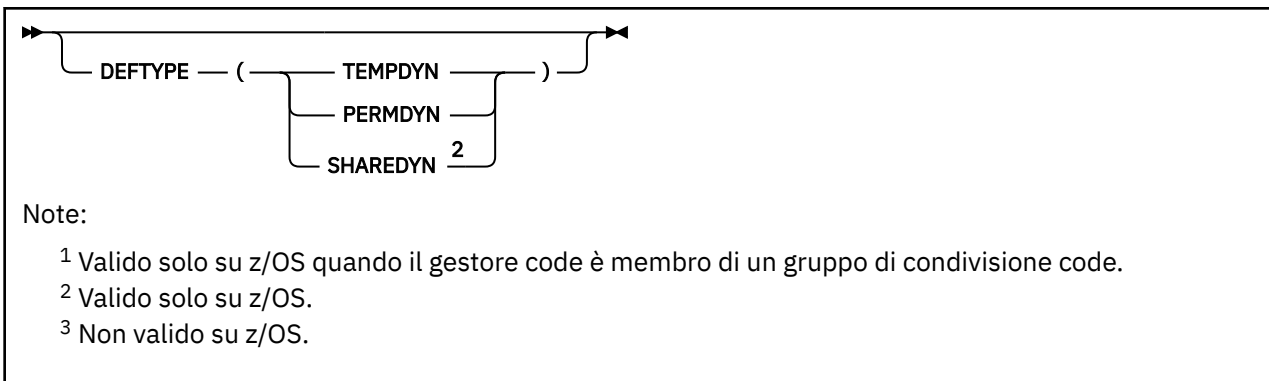 DEFTYPE ( TEMPDYN )
PERMDYN
SHAREDYN 2
Note:
1 Valido solo su z/OS quando il gestore code è membro di un gruppo di condivisione code.
2 Valido solo su z/OS.
3 Non valido su z/OS.